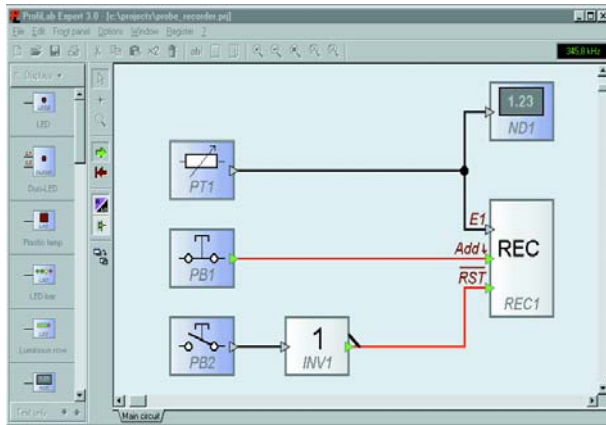 ProfiLab Expert 3.0 - [c:\projects\probe_recorder.prj]
File Edit Front panel Options Window Register ?
×2 abl
345,8 kHz
LED
Duo-LED
Plastic lamp
LED-bar
Luminous row
1.23
ND1
PT1
E1
Add↓
REC
RST
REC1
PB1
1
PB2
INV1
Main circuit